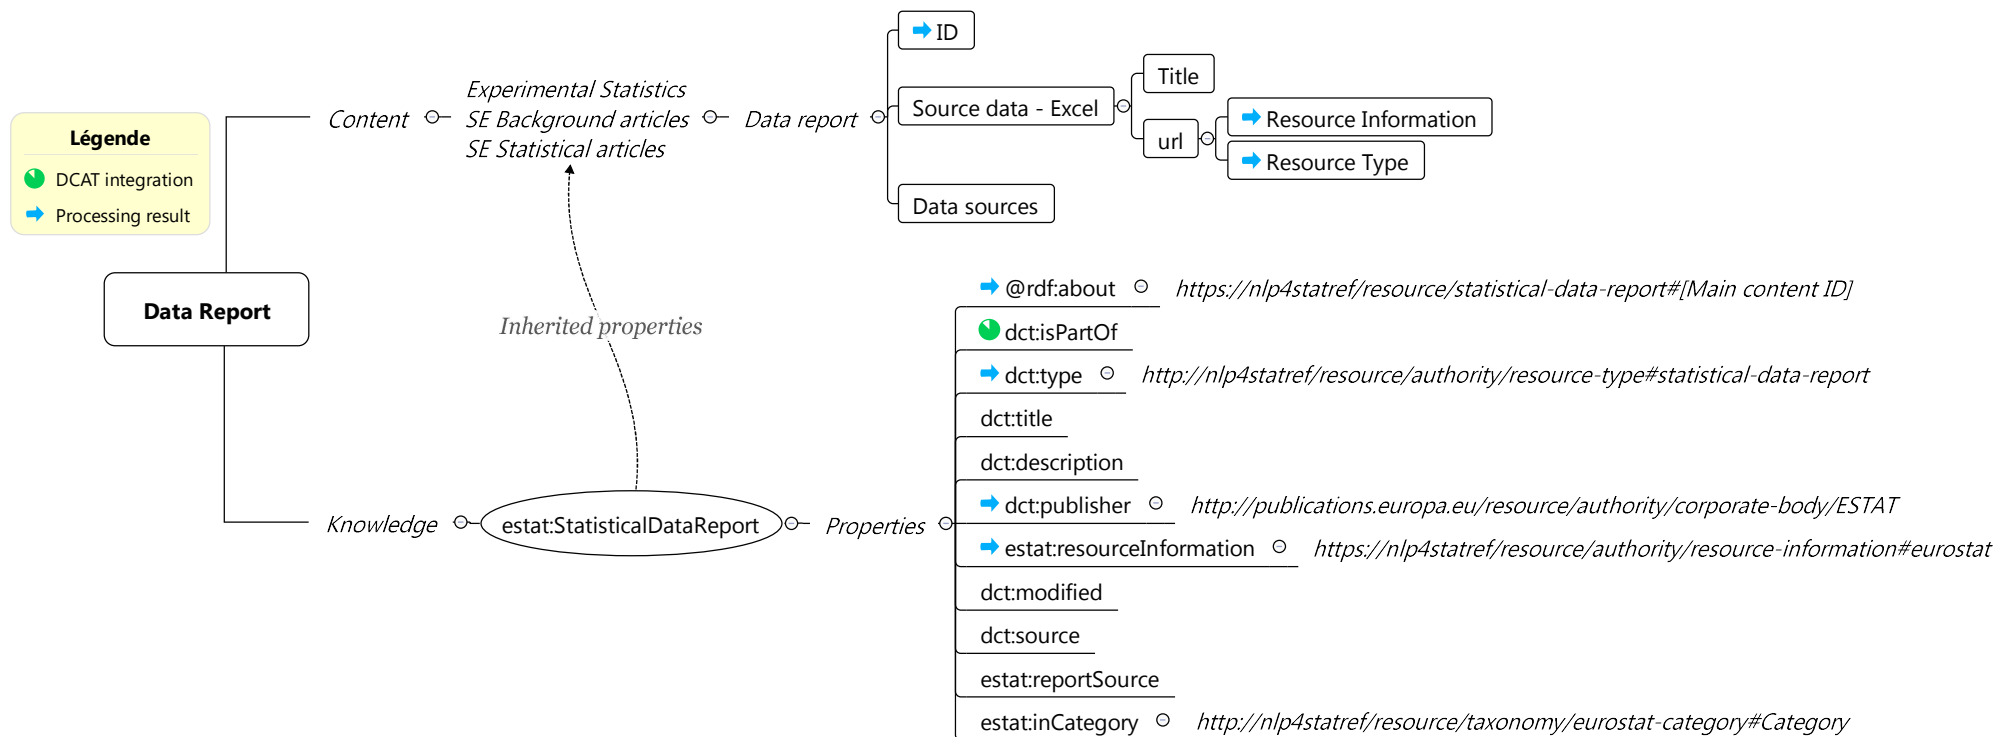 Légende
DCAT integration
Processing result
Data Report
Content
Experimental Statistics
SE Background articles
SE Statistical articles
Data report
ID
Source data - Excel
Title
url
Resource Information
Resource Type
Data sources
Inherited properties
Knowledge
estat:StatisticalDataReport
Properties
@rdf:about
https://nlp4statref/resource/statistical-data-report#[Main content ID]
dct:isPartOf
dct:type
http://nlp4statref/resource/authority/resource-type#statistical-data-report
dct:title
dct:description
dct:publisher
http://publications.europa.eu/resource/authority/corporate-body/ESTAT
estat:resourceInformation
https://nlp4statref/resource/authority/resource-information#eurostat
dct:modified
dct:source
estat:reportSource
estat:inCategory
http://nlp4statref/resource/taxonomy/eurostat-category#Category